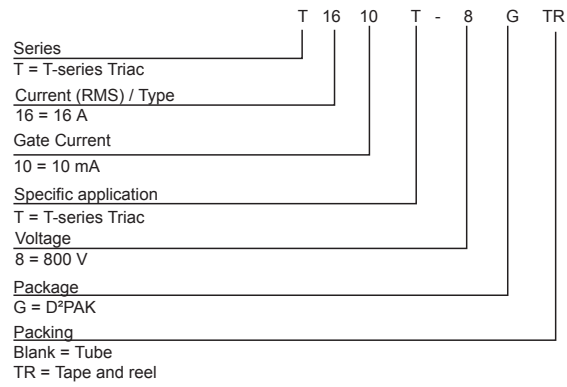 T 16 10 T - 8 G TR
Series
T = T-series Triac
Current (RMS) / Type
16 = 16 A
Gate Current
10 = 10 mA
Specific application
T = T-series Triac
Voltage
8 = 800 V
Package
G = D²PAK
Packing
Blank = Tube
TR = Tape and reel